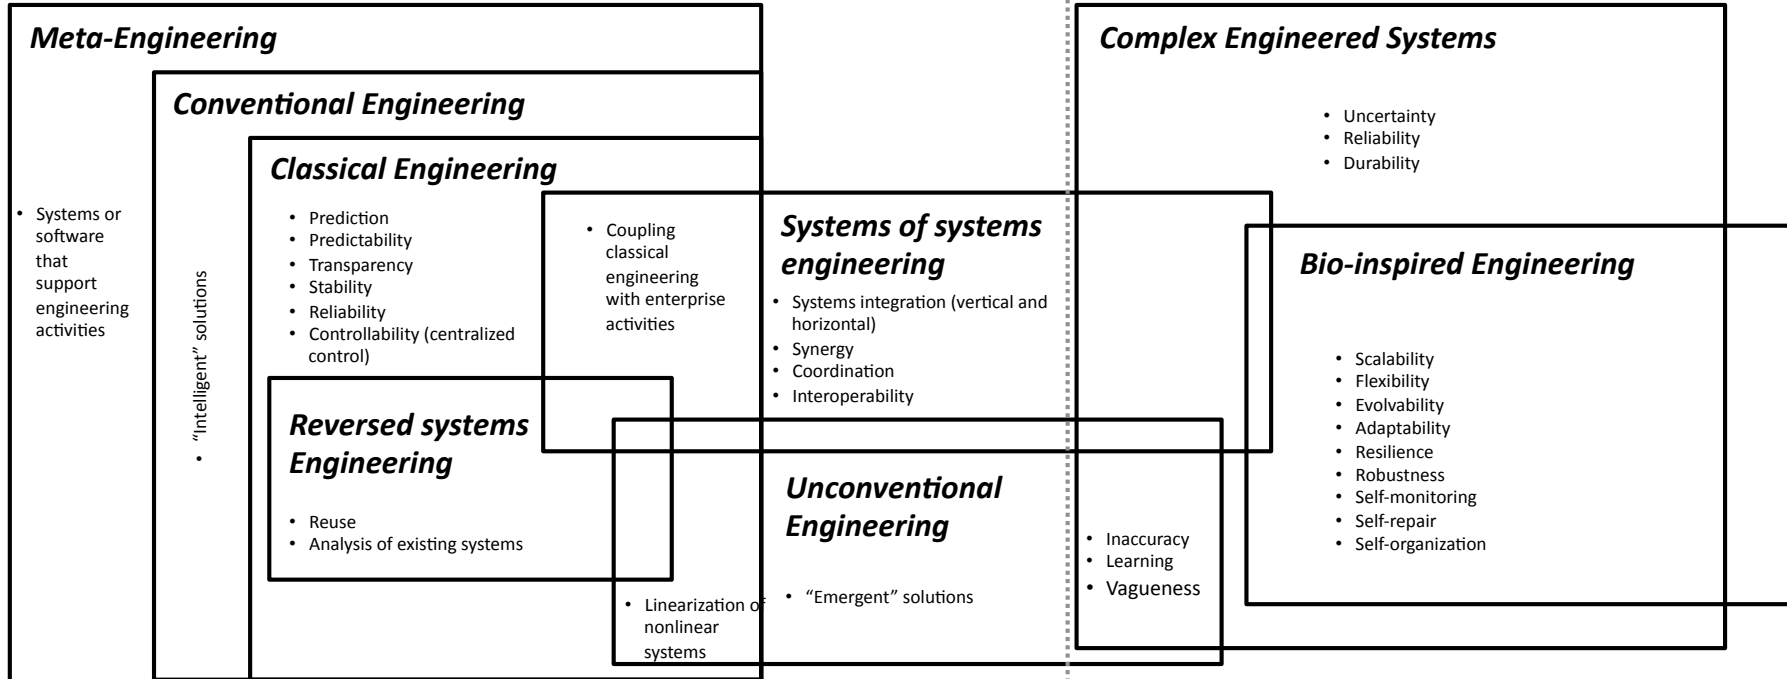 Meta-Engineering
• Systems or
software
that
support
engineering
activities
Conventional Engineering
• "Intelligent" solutions
Classical Engineering
• Prediction
• Predictability
• Transparency
• Stability
• Reliability
• Controllability (centralized
control)
• Coupling
classical
engineering
with enterprise
activities
Reversed systems
Engineering
• Reuse
• Analysis of existing systems
• Linearization of
nonlinear
systems
Systems of systems
engineering
• Systems integration (vertical and
horizontal)
• Synergy
• Coordination
• Interoperability
Unconventional
Engineering
• "Emergent" solutions
Complex Engineered Systems
• Uncertainty
• Reliability
• Durability
• Inaccuracy
• Learning
• Vagueness
Bio-inspired Engineering
• Scalability
• Flexibility
• Evolvability
• Adaptability
• Resilience
• Robustness
• Self-monitoring
• Self-repair
• Self-organization